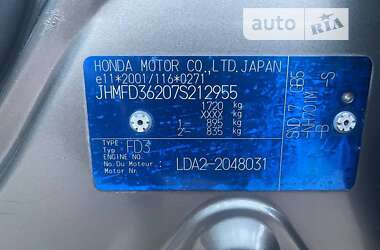 auto RIA
HONDA MOTOR CO.,LTD.JAPAN
e11*2001/116*0271
JHMFD36207S212955
1720 kg
XXXX kg
1- 895 kg
2- 835 kg
TYPE
Typ FD3
ENGINE NO.
No. Du Moteur:
Motor Nr. LDA2-2048031